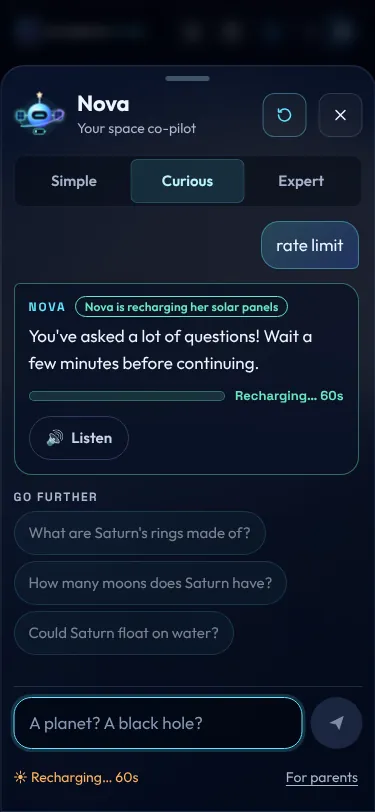 Nova
Your space co-pilot
Simple
Curious
Expert
rate limit
NOVA
Nova is recharging her solar panels
You've asked a lot of questions! Wait a
few minutes before continuing.
Recharging... 60s
Listen
GO FURTHER
What are Saturn's rings made of?
How many moons does Saturn have?
Could Saturn float on water?
A planet? A black hole?
Recharging... 60s
For parents